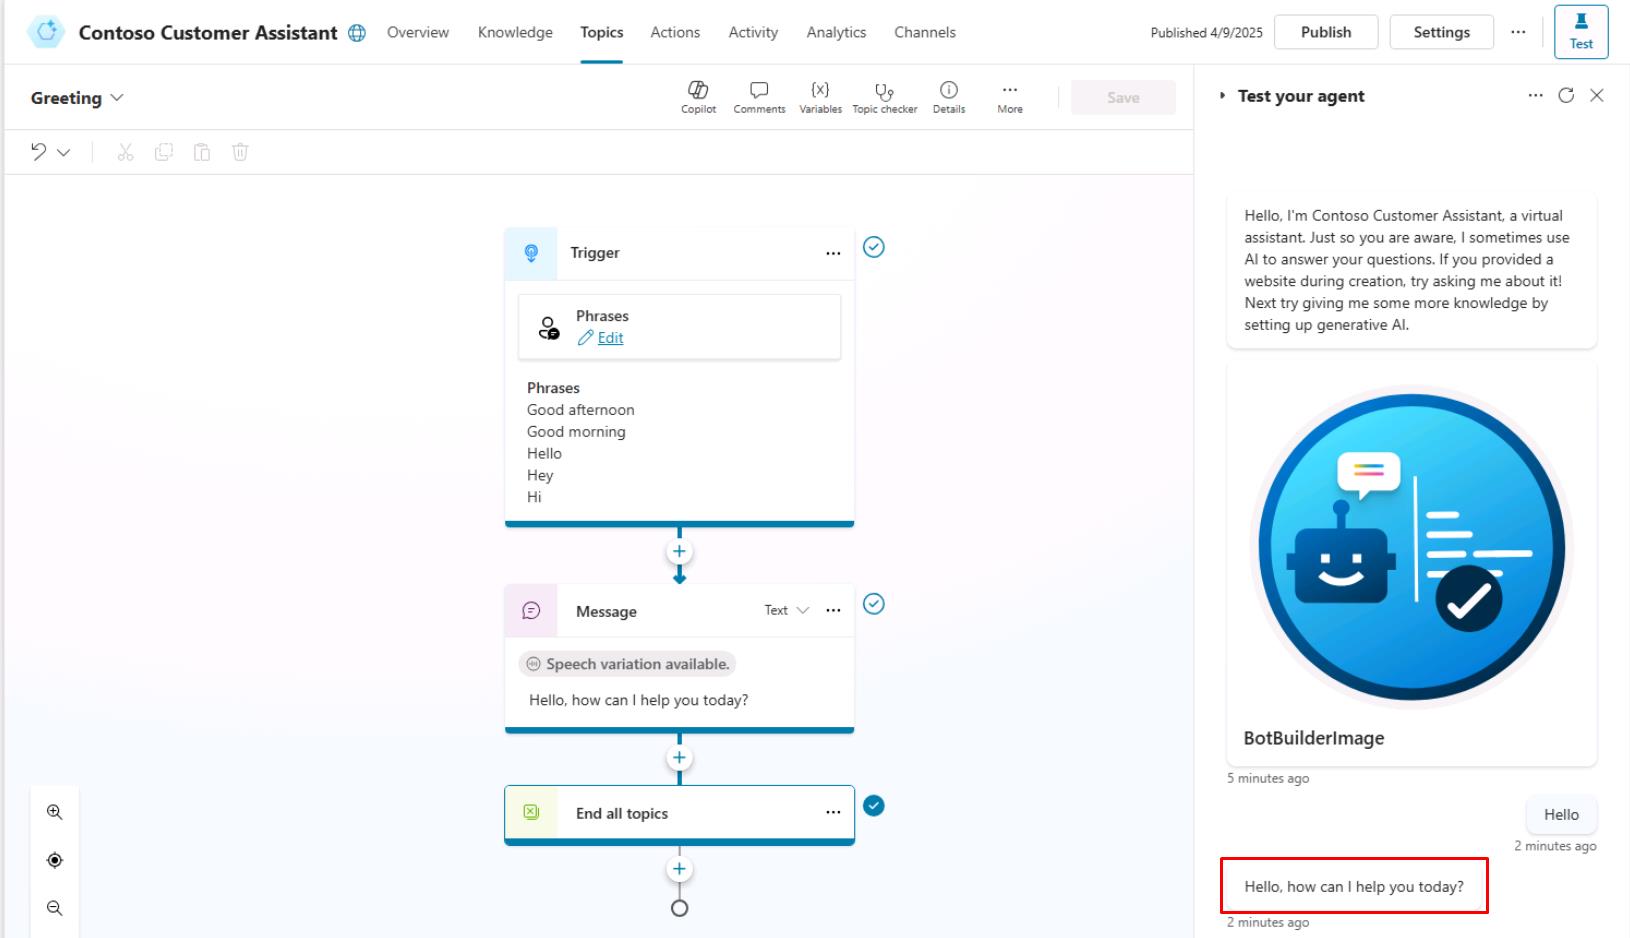 Contoso Customer Assistant
Overview
Knowledge
Topics
Actions
Activity
Analytics
Channels
Published 4/9/2025
Publish
Settings
Test
Greeting
Copilot
Comments
{x}
Variables
Topic checker
Details
More
Save
Test your agent
Trigger
Phrases
Edit
Phrases
Good afternoon
Good morning
Hello
Hey
Hi
Message
Text
Speech variation available.
Hello, how can I help you today?
End all topics
Hello, I'm Contoso Customer Assistant, a virtual
assistant. Just so you are aware, I sometimes use
AI to answer your questions. If you provided a
website during creation, try asking me about it!
Next try giving me some more knowledge by
setting up generative AI.
BotBuilderImage
5 minutes ago
Hello
2 minutes ago
Hello, how can I help you today?
2 minutes ago